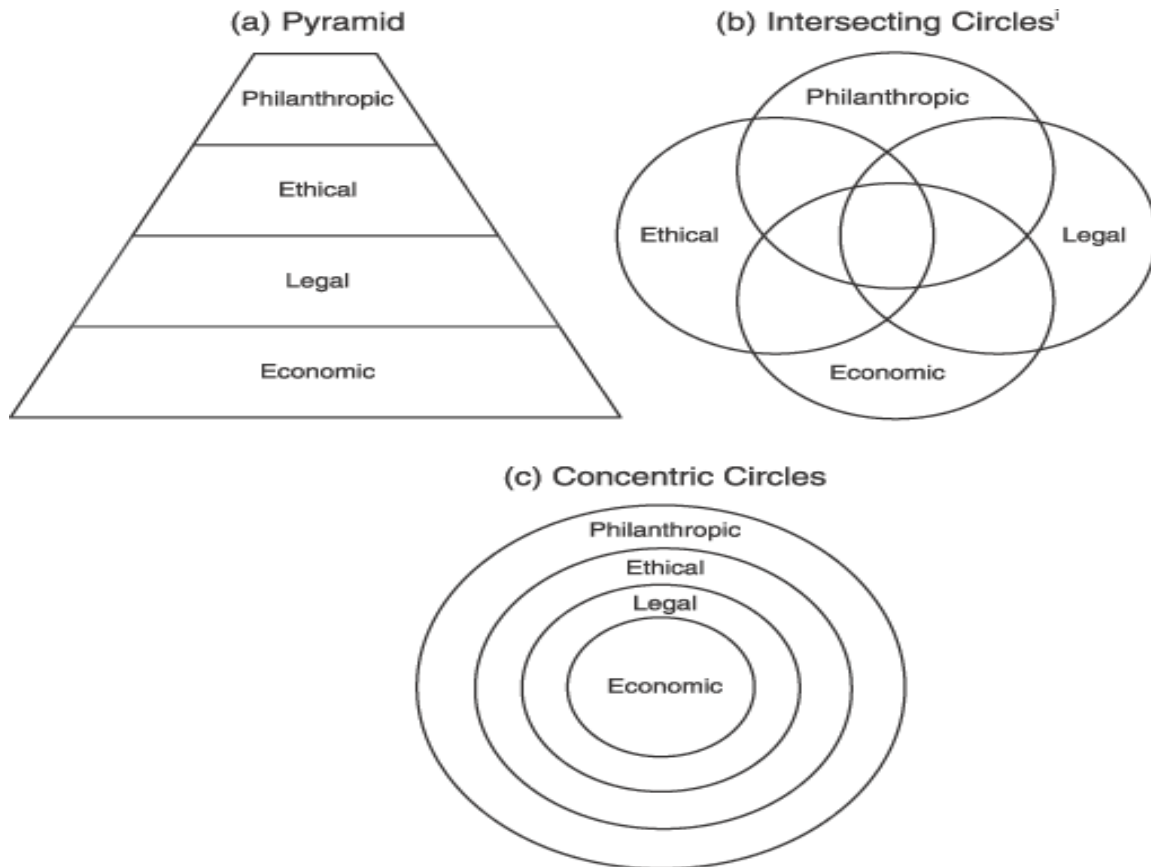 (a) Pyramid
Philanthropic
Ethical
Legal
Economic
(b) Intersecting Circlesⁱ
Philanthropic
Ethical
Legal
Economic
(c) Concentric Circles
Philanthropic
Ethical
Legal
Economic